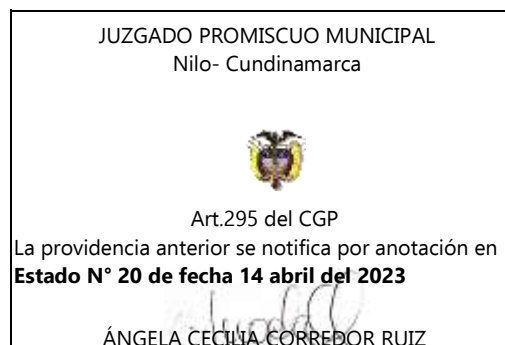 JUZGADO PROMISCUO MUNICIPAL
Nilo- Cundinamarca
Art.295 del CGP
La providencia anterior se notifica por anotación en
Estado N° 20 de fecha 14 abril del 2023
ÁNGELA CECILIA CORREDOR RUIZ